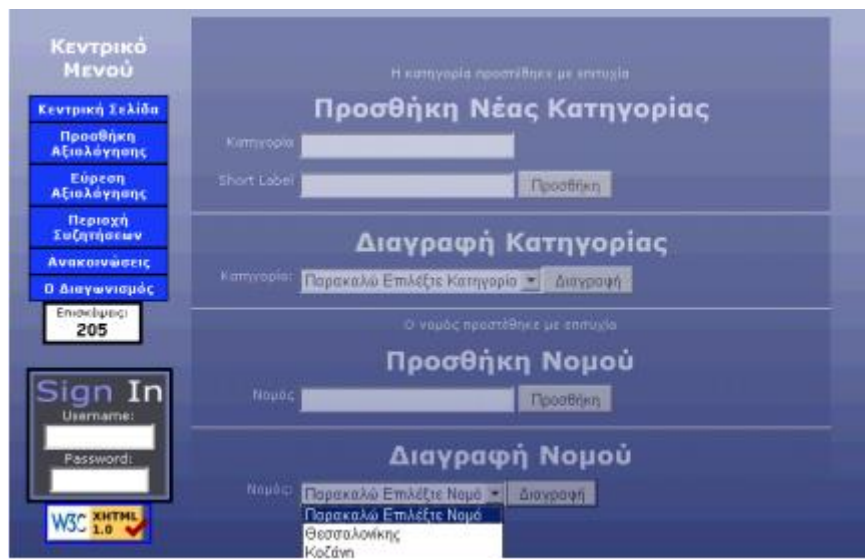 Κεντρικό
Μενού
Κεντρική Σελίδα
Προσθήκη
Αξιολόγησης
Εύρεση
Αξιολόγησης
Περιοχή
Συζητήσεων
Ανακοινώσεις
Ο Διαγωνισμός
Επισκέψεις:
205
Sign In
Username:
Password:
W3C XHTML
1.0
Η κατηγορία προστέθηκε με επιτυχία
Προσθήκη Νέας Κατηγορίας
Κατηγορία
Short Label
Προσθήκη
Διαγραφή Κατηγορίας
Κατηγορία: Παρακαλώ Επιλέξτε Κατηγορία Διαγραφή
Ο νομός προστέθηκε με επιτυχία
Προσθήκη Νομού
Νομός Προσθήκη
Διαγραφή Νομού
Νομός: Παρακαλώ Επιλέξτε Νομό Διαγραφή
Παρακαλώ Επιλέξτε Νομό
Θεσσαλονίκης
Κοζάνη